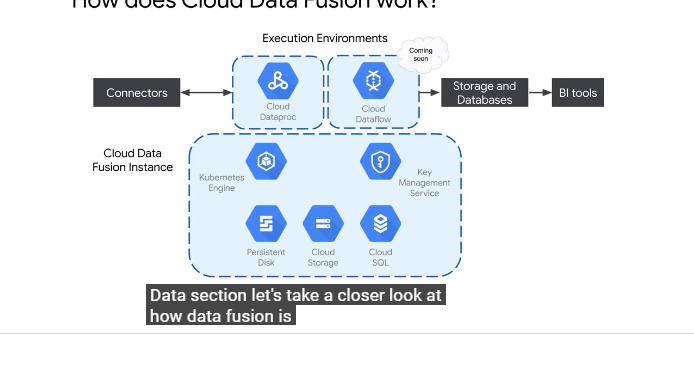 How does Cloud Data Fusion work?
Execution Environments
Coming
soon
Connectors
Cloud
Dataproc
Cloud
Dataflow
Storage and
Databases
BI tools
Cloud Data
Fusion Instance
Kubernetes
Engine
Key
Management
Service
Persistent
Disk
Cloud
Storage
Cloud
SQL
Data section let's take a closer look at
how data fusion is